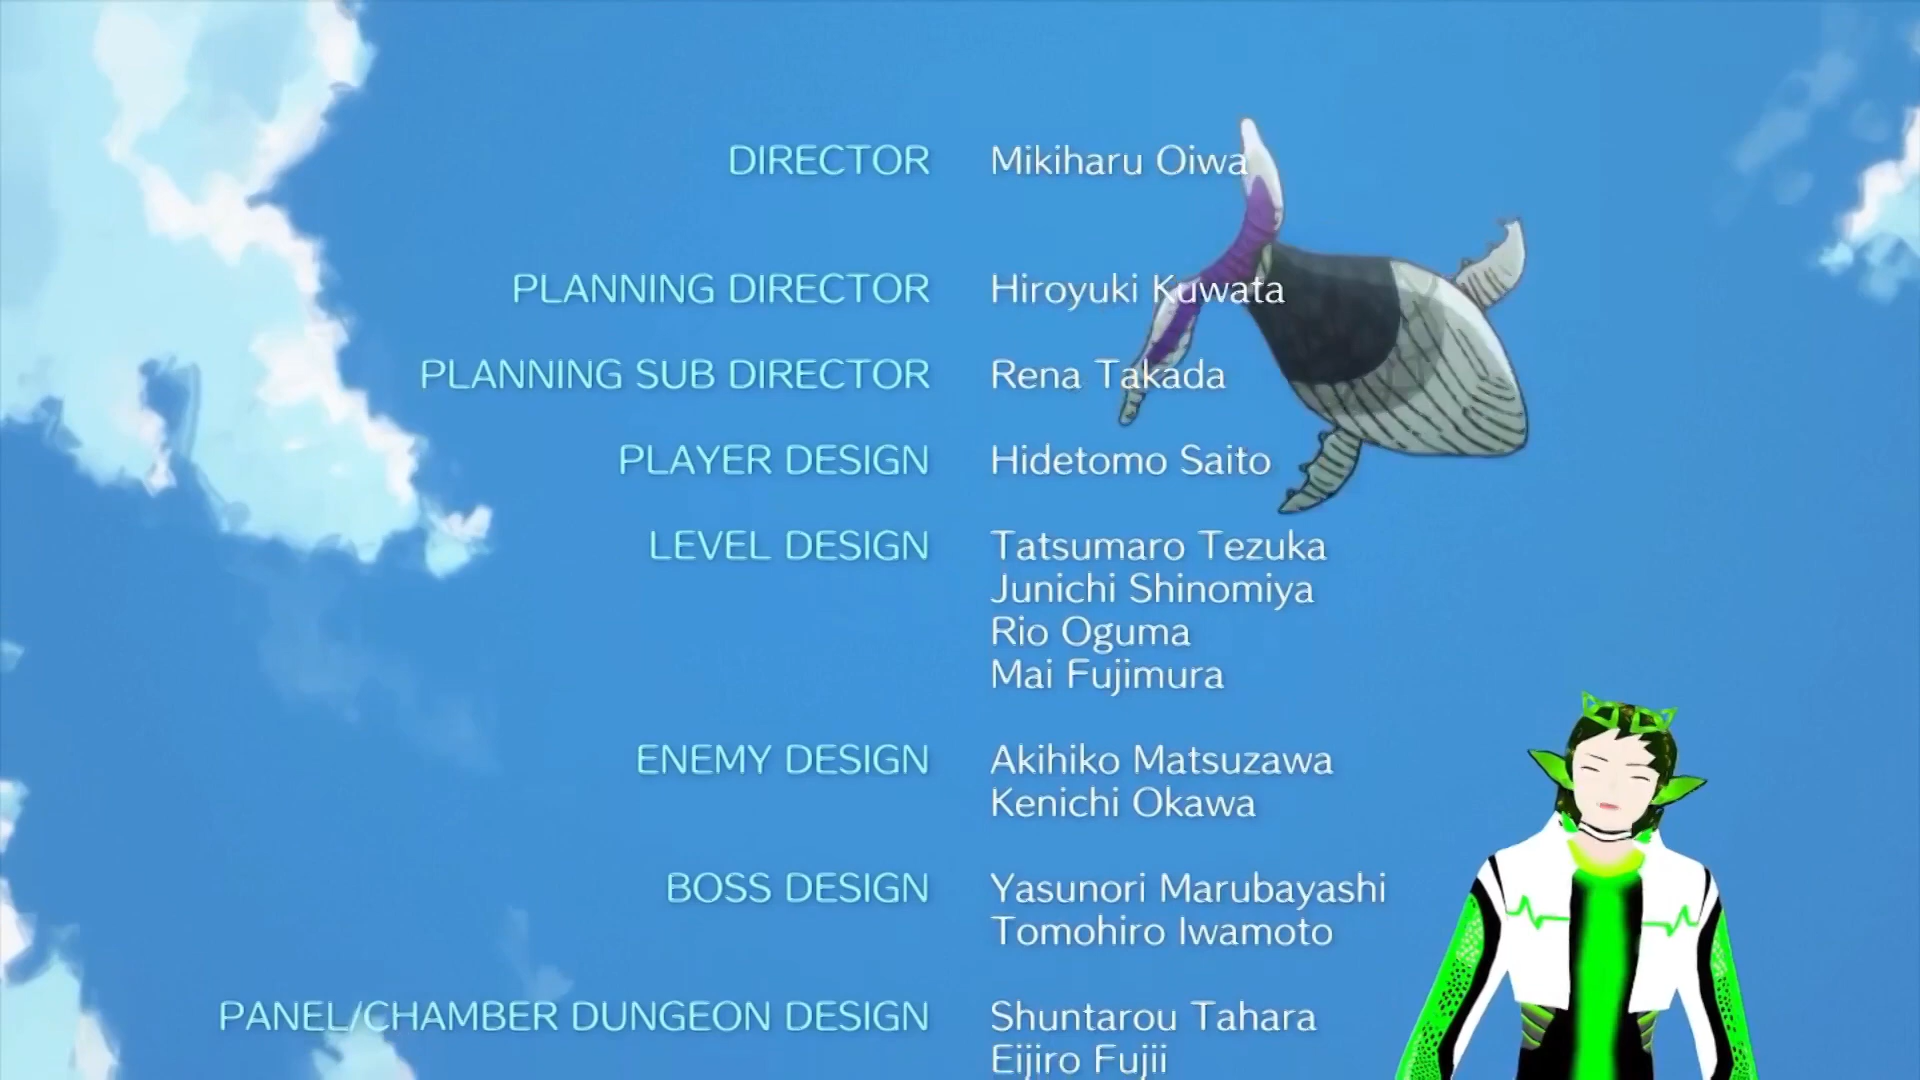 DIRECTOR Mikiharu Oiwa
PLANNING DIRECTOR Hiroyuki Kuwata
PLANNING SUB DIRECTOR Rena Takada
PLAYER DESIGN Hidetomo Saito
LEVEL DESIGN Tatsumaro Tezuka
Junichi Shinomiya
Rio Oguma
Mai Fujimura
ENEMY DESIGN Akihiko Matsuzawa
Kenichi Okawa
BOSS DESIGN Yasunori Marubayashi
Tomohiro Iwamoto
PANEL/CHAMBER DUNGEON DESIGN Shuntarou Tahara
Eijiro Fujii